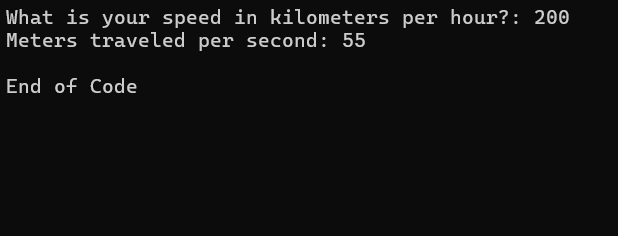 What is your speed in kilometers per hour?: 200
Meters traveled per second: 55
End of Code